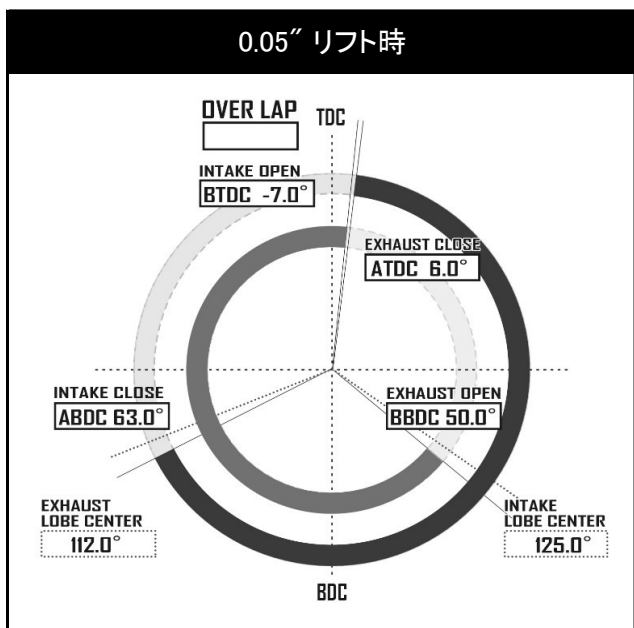 0.05″ リフト時
OVER LAP
TDC
INTAKE OPEN
BTDC -7.0°
EXHAUST CLOSE
ATDC 6.0°
INTAKE CLOSE
ABDC 63.0°
EXHAUST OPEN
BBDC 50.0°
EXHAUST
LOBE CENTER
112.0°
INTAKE
LOBE CENTER
125.0°
BDC